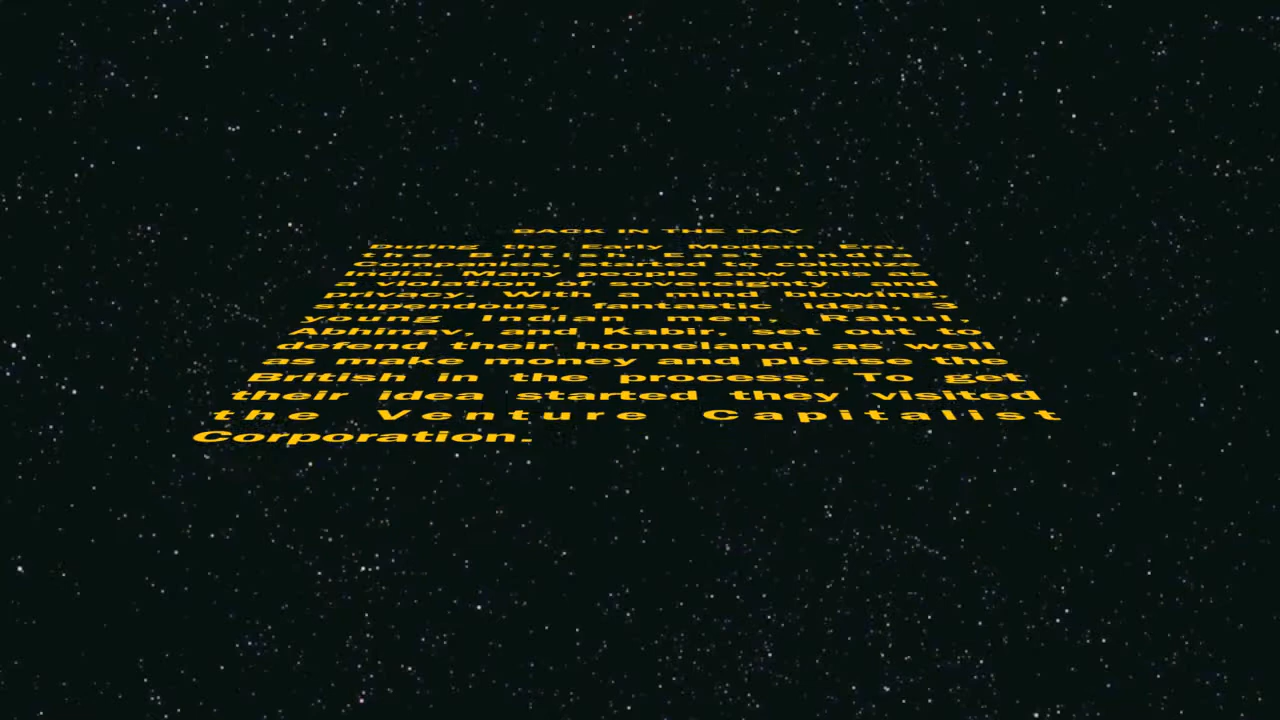 BACK IN THE DAY
During the Early Modern Era,
the British East India
Companies, started to colonize
India. Many people saw this as
a violation of sovereignty and
privacy. With a mind blowing,
stupendous, fantastic idea, 3
young Indian men, Rahul,
Abhinav, and Kabir, set out to
defend their homeland, as well
as make money and please the
British in the process. To get
their idea started they visited
the Venture Capitalist
Corporation.